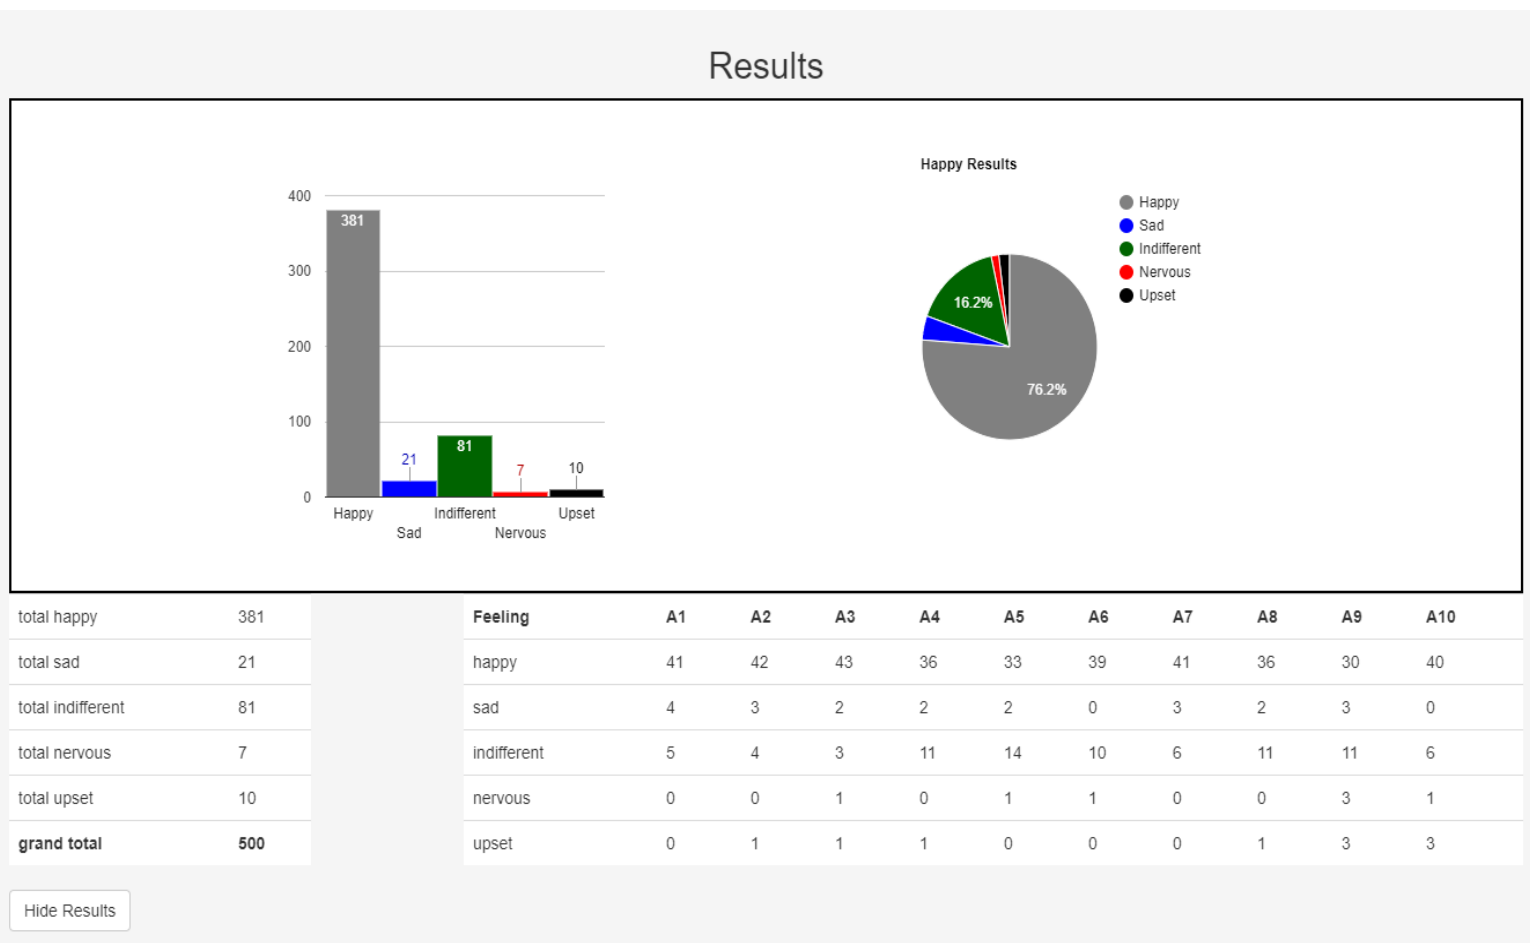 Results
400
300
200
100
0
381
21
81
7
10
Happy
Sad
Indifferent
Nervous
Upset
Happy Results
Happy
Sad
Indifferent
Nervous
Upset
16.2%
76.2%
total happy 381
total sad 21
total indifferent 81
total nervous 7
total upset 10
grand total 500
Feeling A1 A2 A3 A4 A5 A6 A7 A8 A9 A10
happy 41 42 43 36 33 39 41 36 30 40
sad 4 3 2 2 2 0 3 2 3 0
indifferent 5 4 3 11 14 10 6 11 11 6
nervous 0 0 1 0 1 1 0 0 3 1
upset 0 1 1 1 0 0 0 1 3 3
Hide Results